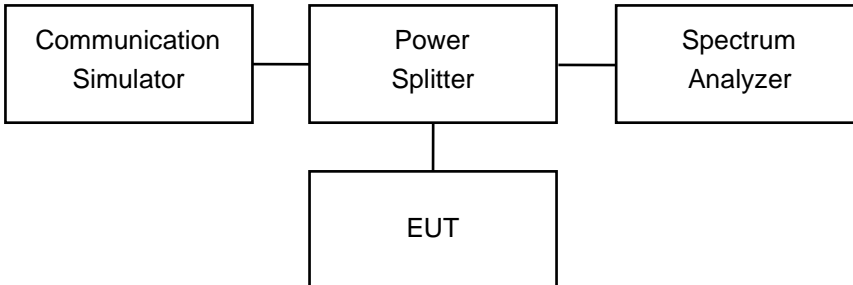 Communication
Simulator
Power
Splitter
Spectrum
Analyzer
EUT